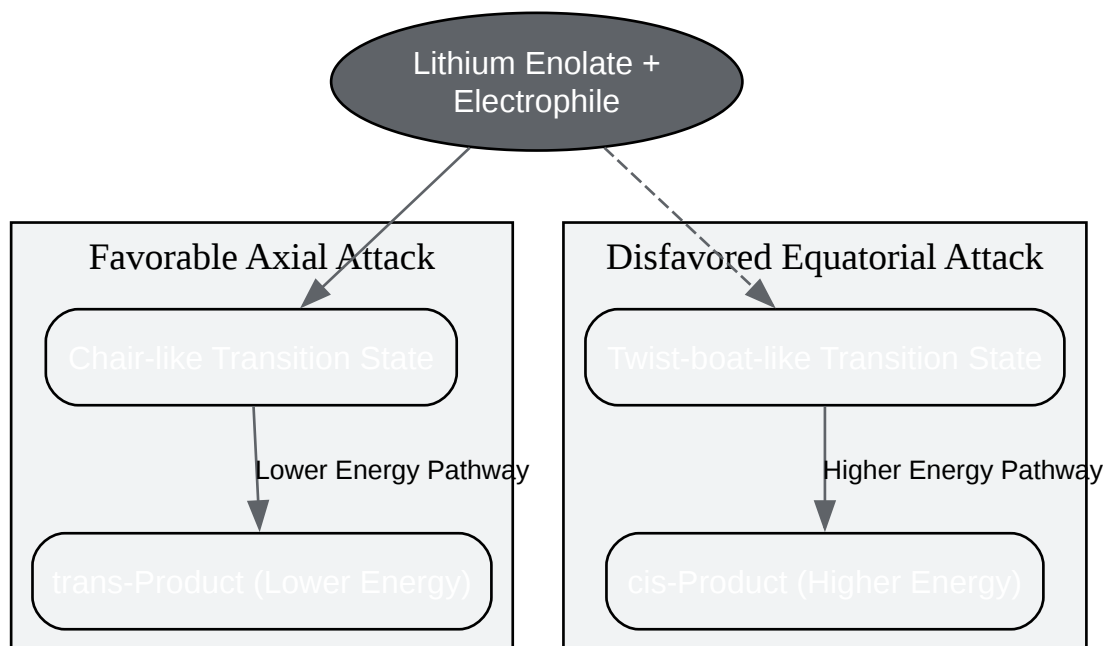 Lithium Enolate +
Electrophile
Favorable Axial Attack
Disfavored Equatorial Attack
Chair-like Transition State
Twist-boat-like Transition State
Lower Energy Pathway
Higher Energy Pathway
trans-Product (Lower Energy)
cis-Product (Higher Energy)